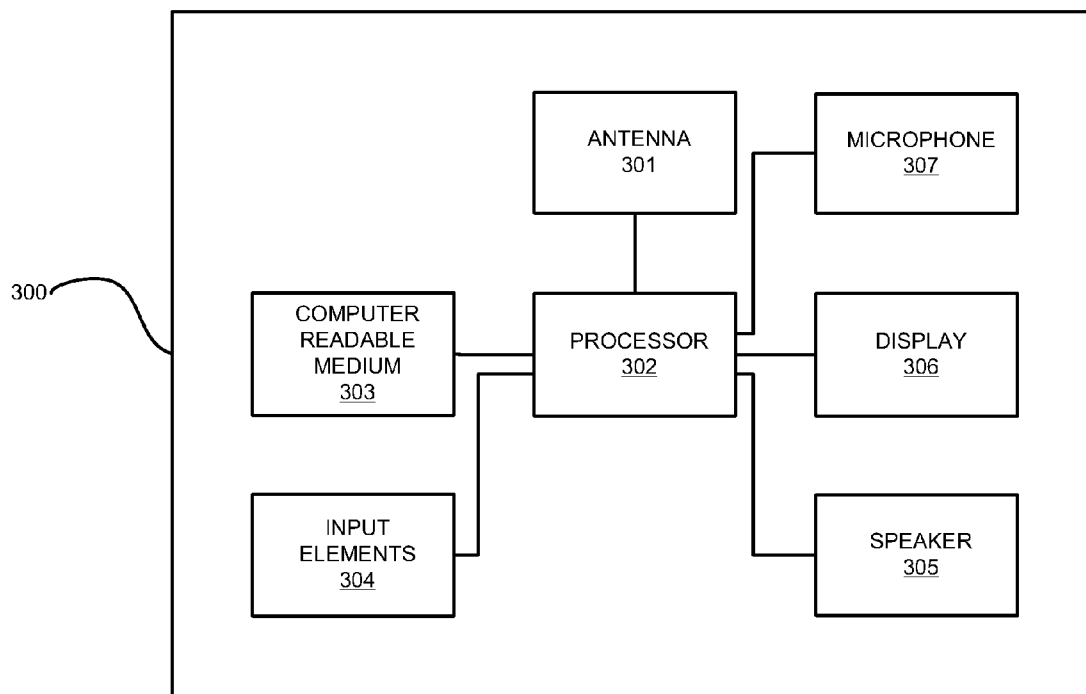 ANTENNA
301
MICROPHONE
307
300
COMPUTER
READABLE
MEDIUM
303
PROCESSOR
302
DISPLAY
306
INPUT
ELEMENTS
304
SPEAKER
305